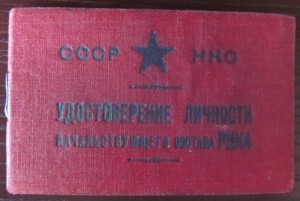 СССР НКО
УДОСТОВЕРЕНИЕ ЛИЧНОСТИ
НАЧАЛЬСТВУЮЩЕГО СОСТАВА РККА